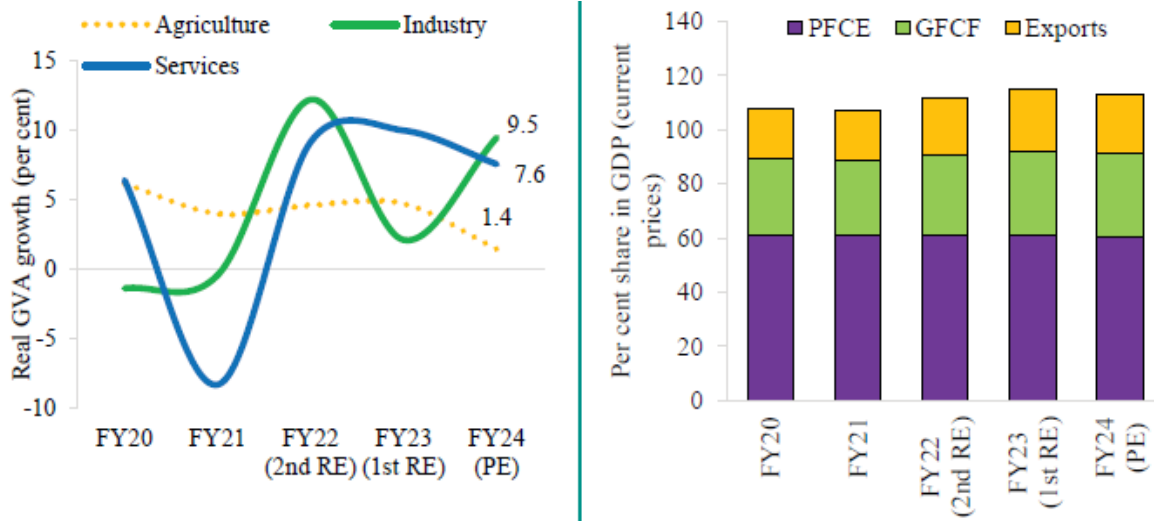 Agriculture
Industry
Services
Real GVA growth (per cent)
15
10
5
0
-5
-10
9.5
7.6
1.4
FY20
FY21
FY22
(2nd RE)
FY23
(1st RE)
FY24
(PE)
Per cent share in GDP (current
prices)
140
120
100
80
60
40
20
0
PFCE
GFCF
Exports
FY20
FY21
FY22
(2nd RE)
FY23
(1st RE)
FY24
(PE)